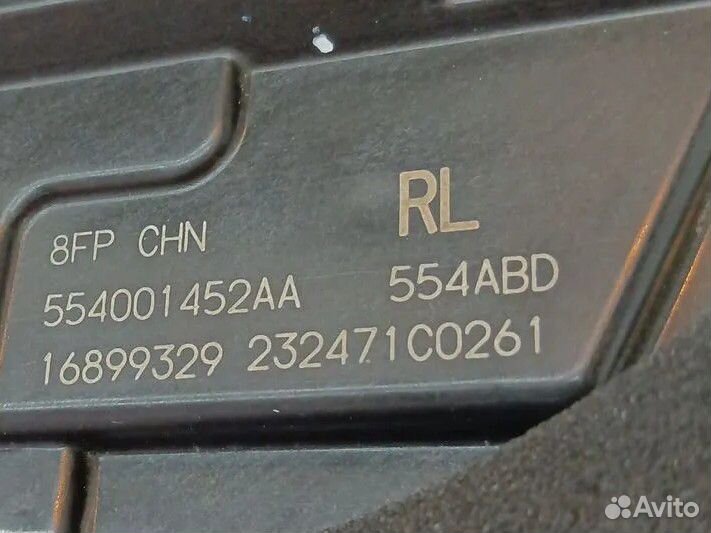 RL
8FP CHN
554001452AA 554ABD
16899329 232471C0261
Avito